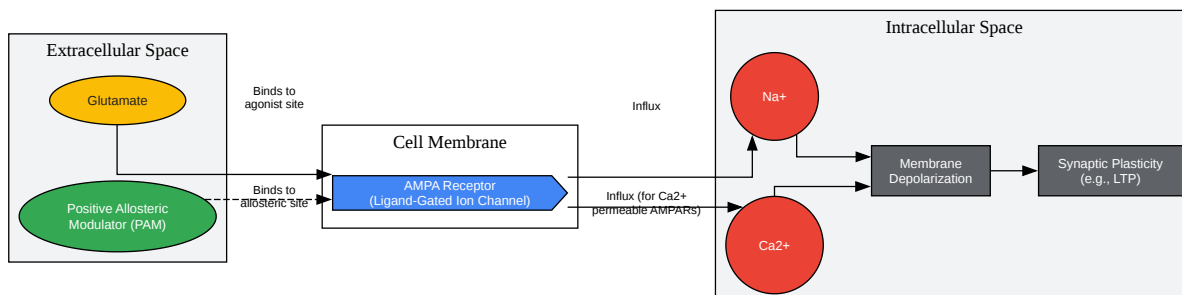 Extracellular Space
Glutamate
Positive Allosteric
Modulator (PAM)
Binds to
agonist site
Binds to
allosteric site
Cell Membrane
AMPA Receptor
(Ligand-Gated Ion Channel)
Influx
Influx (for Ca2+
permeable AMPARs)
Intracellular Space
Na+
Ca2+
Membrane
Depolarization
Synaptic Plasticity
(e.g., LTP)